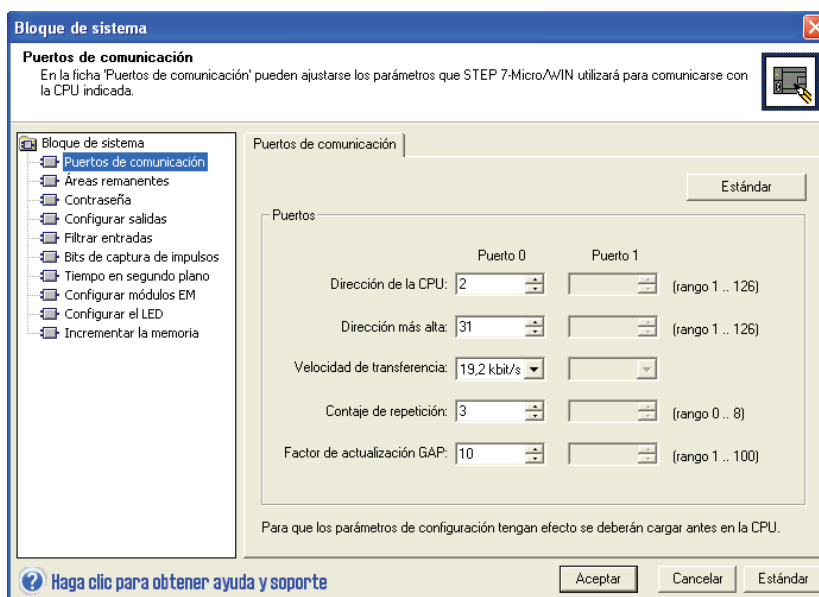 Bloque de sistema
Puertos de comunicación
En la ficha 'Puertos de comunicación' pueden ajustarse los parámetros que STEP 7-Micro/WIN utilizará para comunicarse con
la CPU indicada.
Bloque de sistema
Puertos de comunicación
Áreas remanentes
Contraseña
Configurar salidas
Filtrar entradas
Bits de captura de impulsos
Tiempo en segundo plano
Configurar módulos EM
Configurar el LED
Incrementar la memoria
Puertos de comunicación
Estándar
Puertos
Puerto 0 Puerto 1
Dirección de la CPU: 2 (rango 1 .. 126)
Dirección más alta: 31 (rango 1 .. 126)
Velocidad de transferencia: 19,2 kbit/s
Contaje de repetición: 3 (rango 0 .. 8)
Factor de actualización GAP: 10 (rango 1 .. 100)
Para que los parámetros de configuración tengan efecto se deberán cargar antes en la CPU.
Haga clic para obtener ayuda y soporte
Aceptar Cancelar Estándar